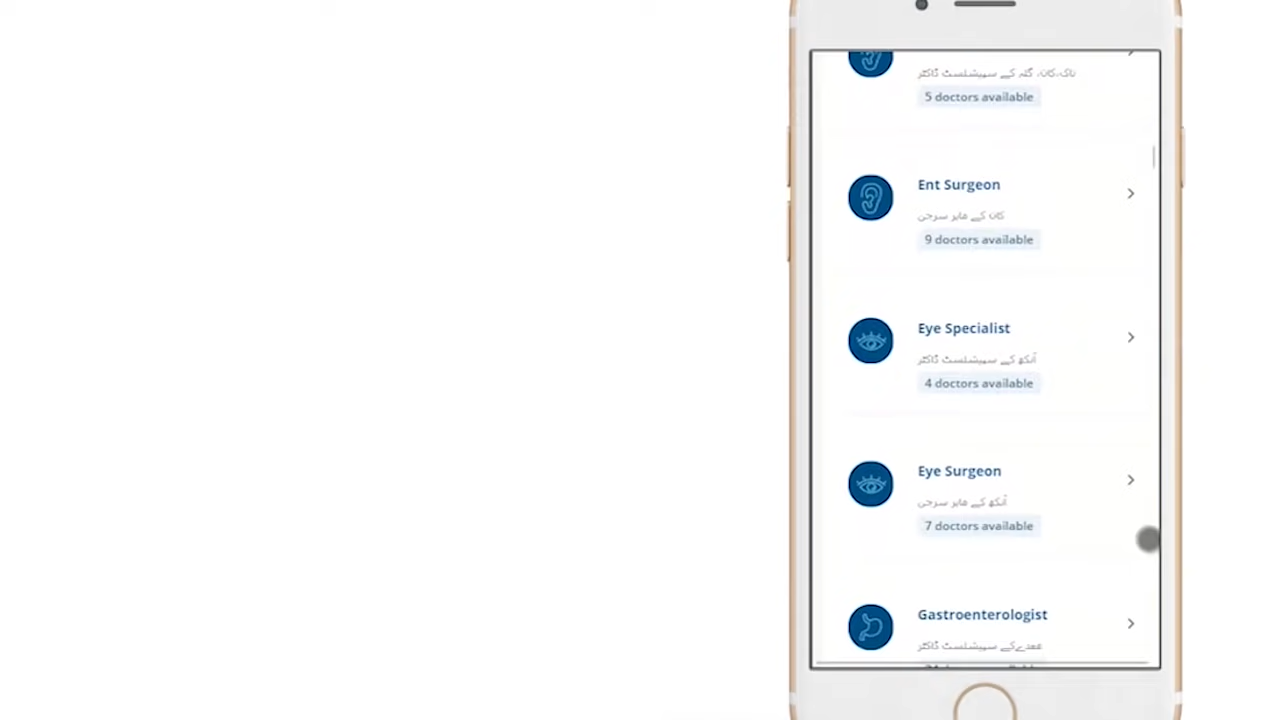 ناک،کان، گلہ کے سپیشلسٹ ڈاکٹر
5 doctors available
Ent Surgeon
کان کے ماہر سرجن
9 doctors available
Eye Specialist
آنکھ کے سپیشلسٹ ڈاکٹر
4 doctors available
Eye Surgeon
آنکھ کے ماہر سرجن
7 doctors available
Gastroenterologist
معدےکے سپیشلسٹ ڈاکٹر